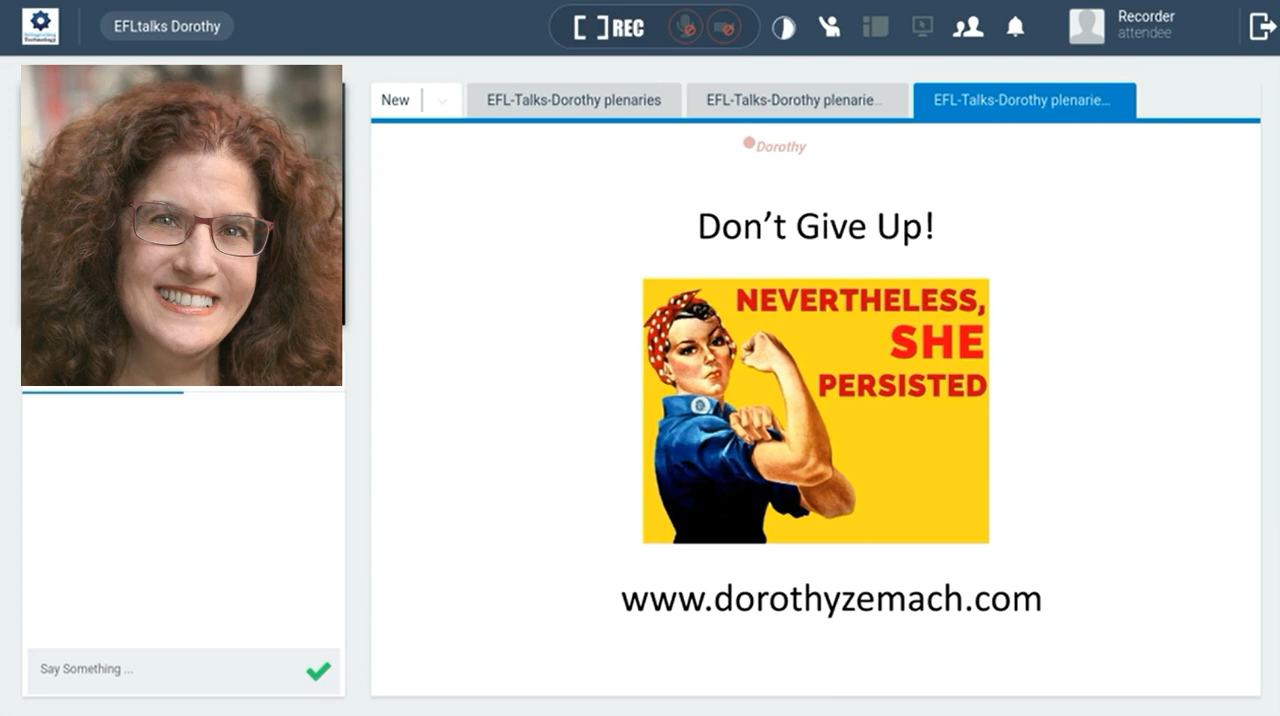 EFLtalks Dorothy
[ ]REC
Recorder
attendee
New
EFL-Talks-Dorothy plenaries
EFL-Talks-Dorothy plenarie...
EFL-Talks-Dorothy plenarie...
Dorothy
Don't Give Up!
NEVERTHELESS,
SHE
PERSISTED
www.dorothyzemach.com
Say Something ...